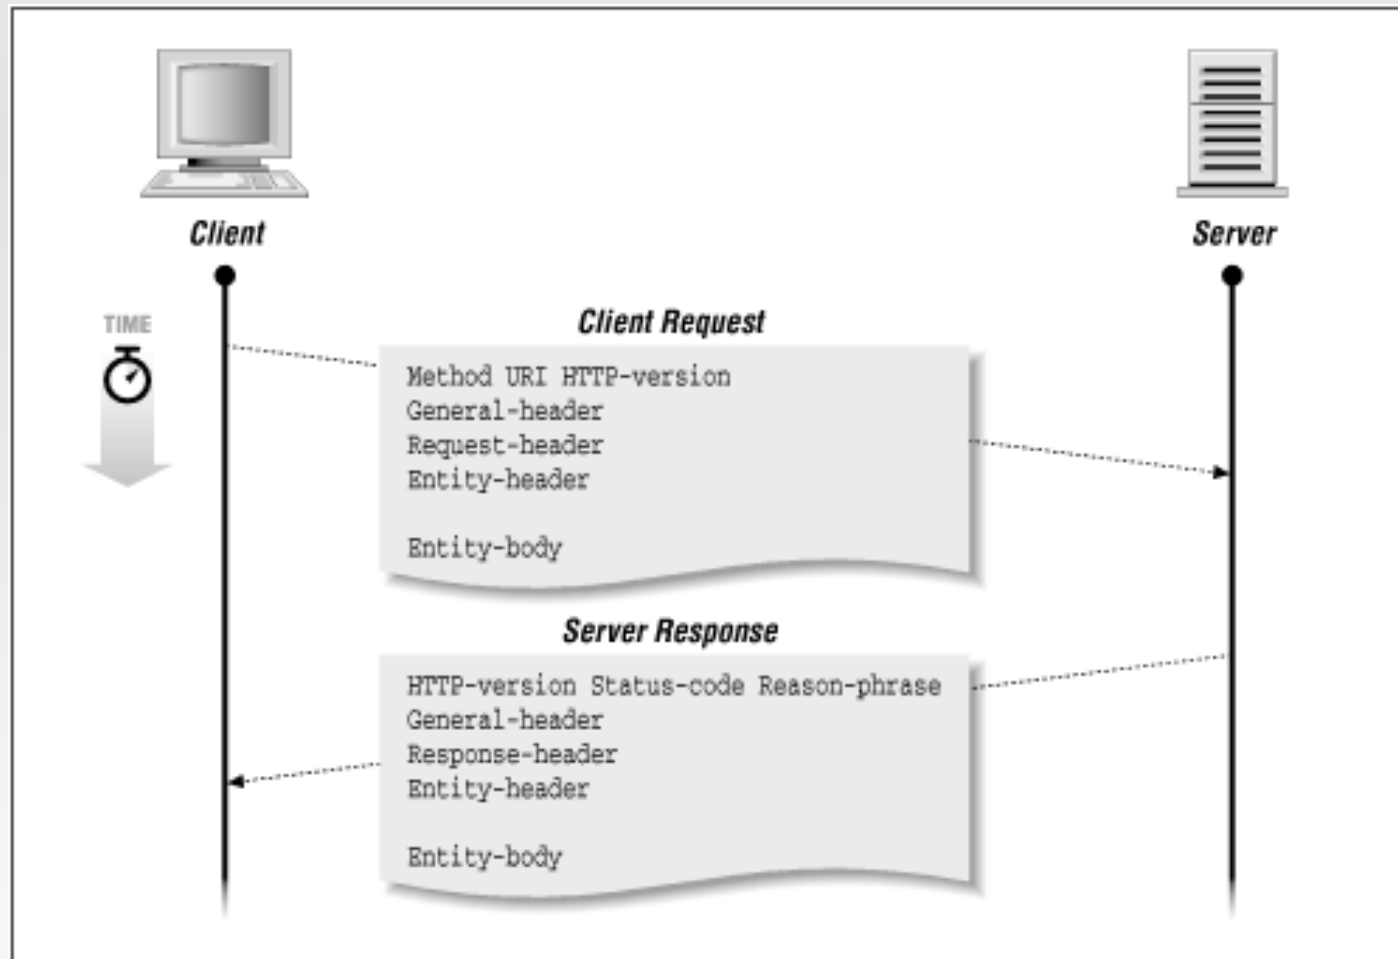 Client
Server
TIME
Client Request
Method URI HTTP-version
General-header
Request-header
Entity-header
Entity-body
Server Response
HTTP-version Status-code Reason-phrase
General-header
Response-header
Entity-header
Entity-body